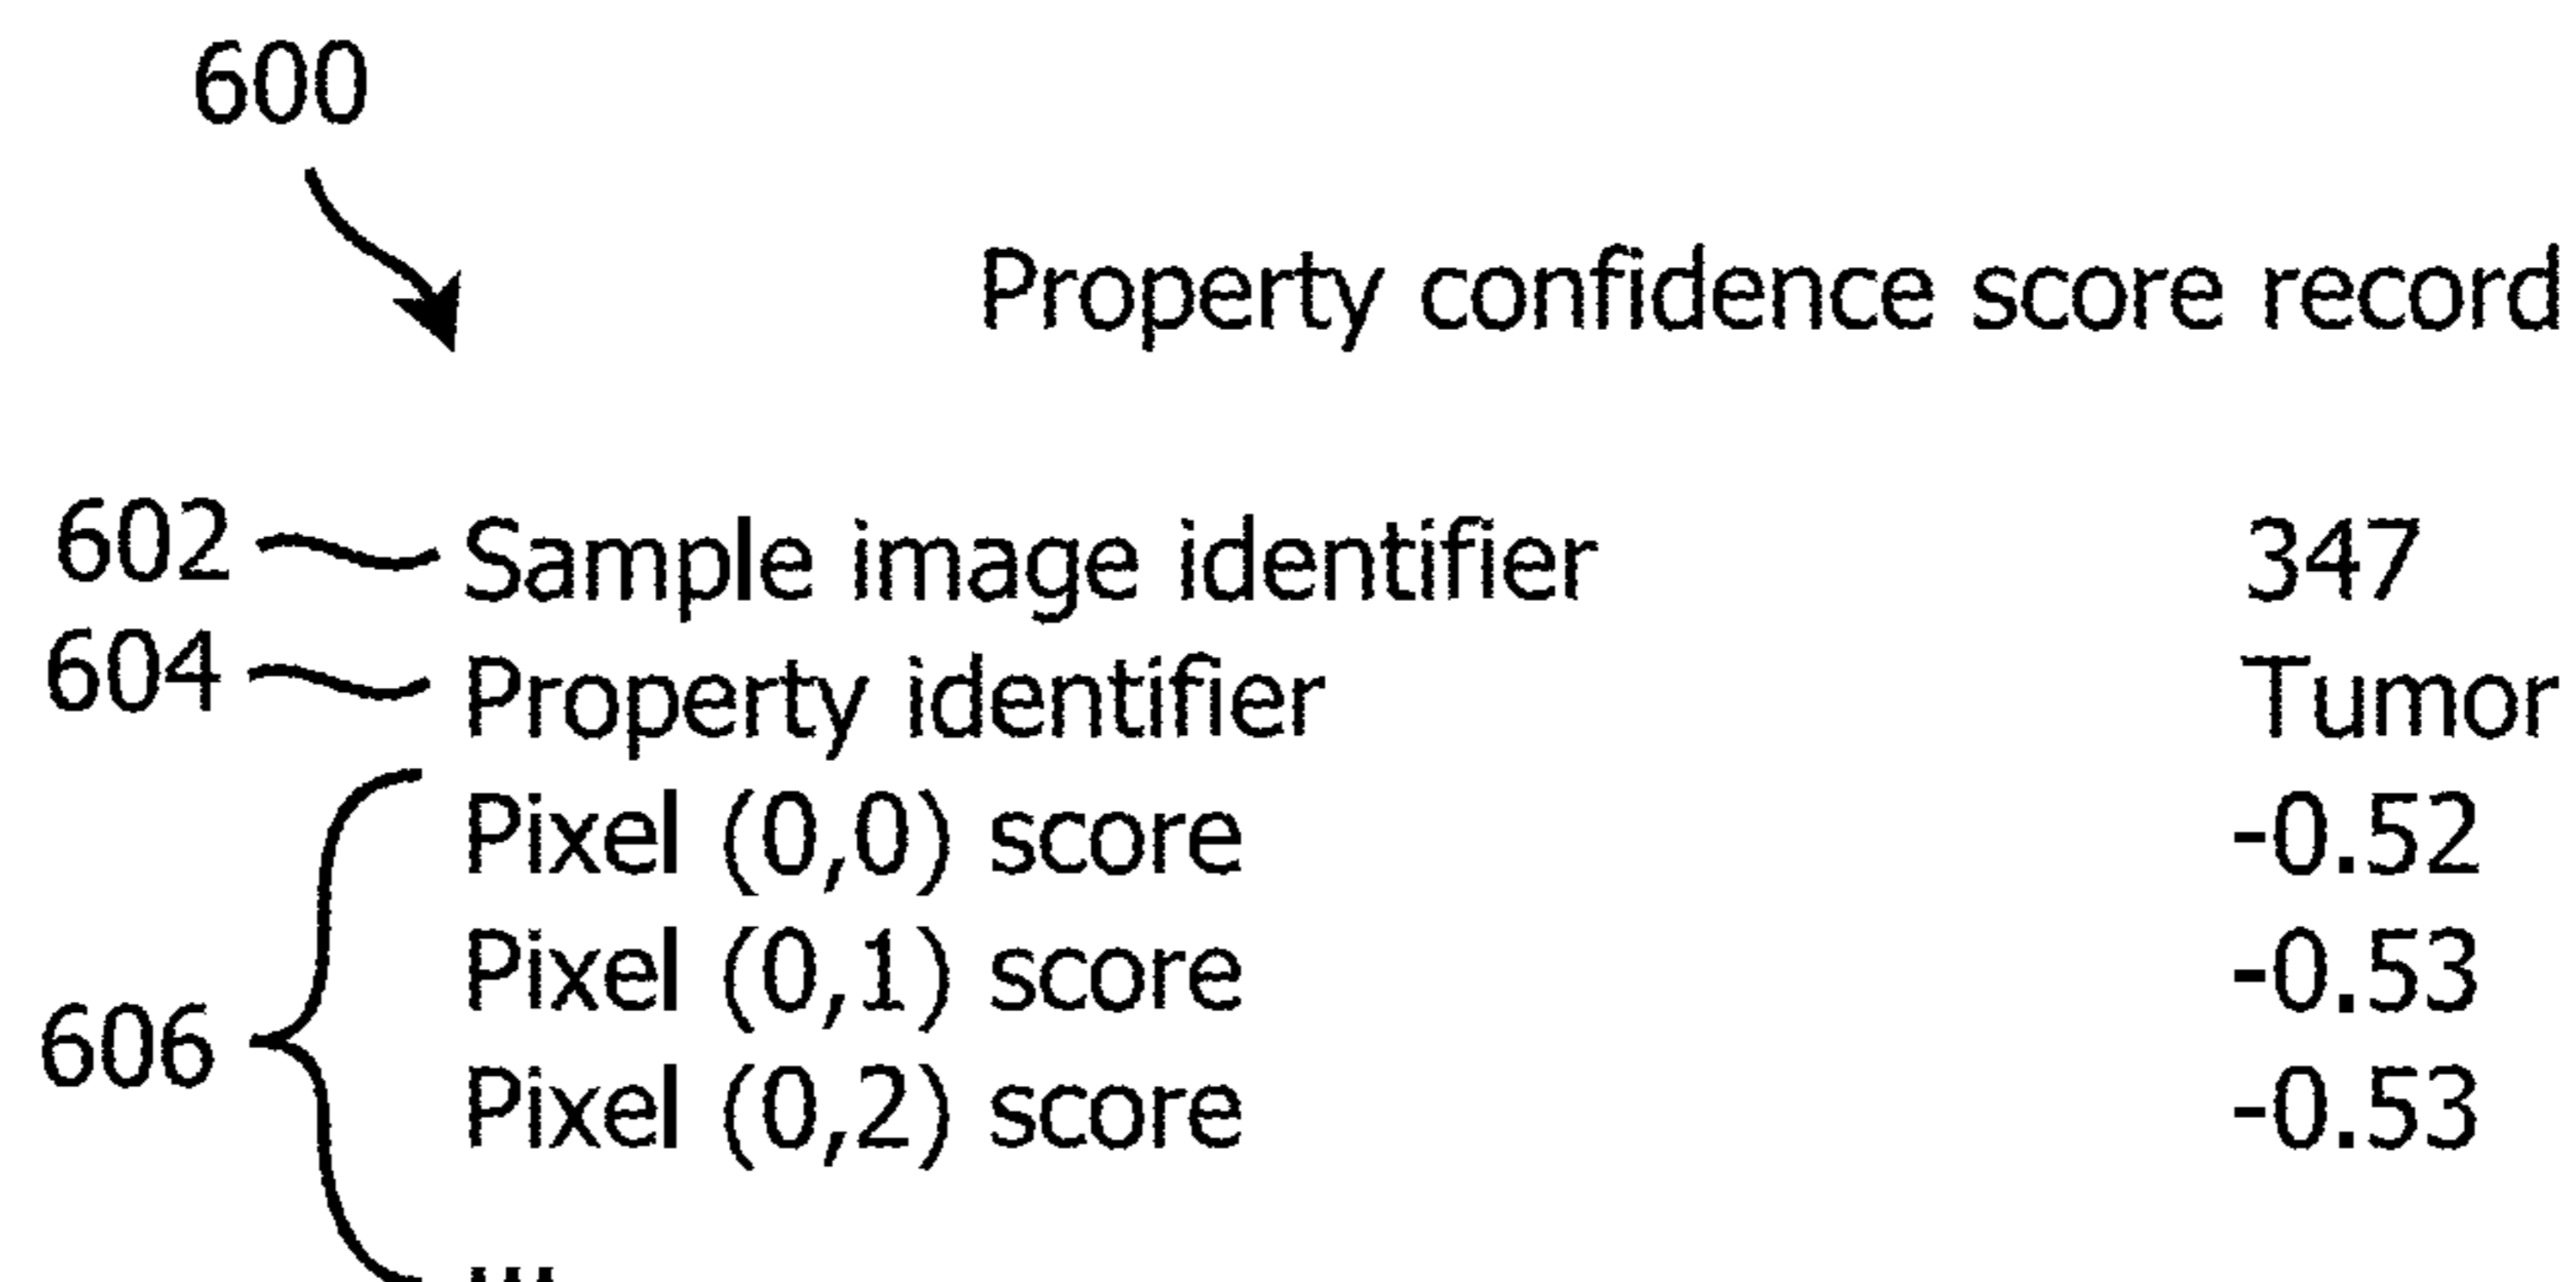 600
Property confidence score record
602 Sample image identifier 347
604 Property identifier Tumor
Pixel (0,0) score -0.52
Pixel (0,1) score -0.53
606
Pixel (0,2) score -0.53
...